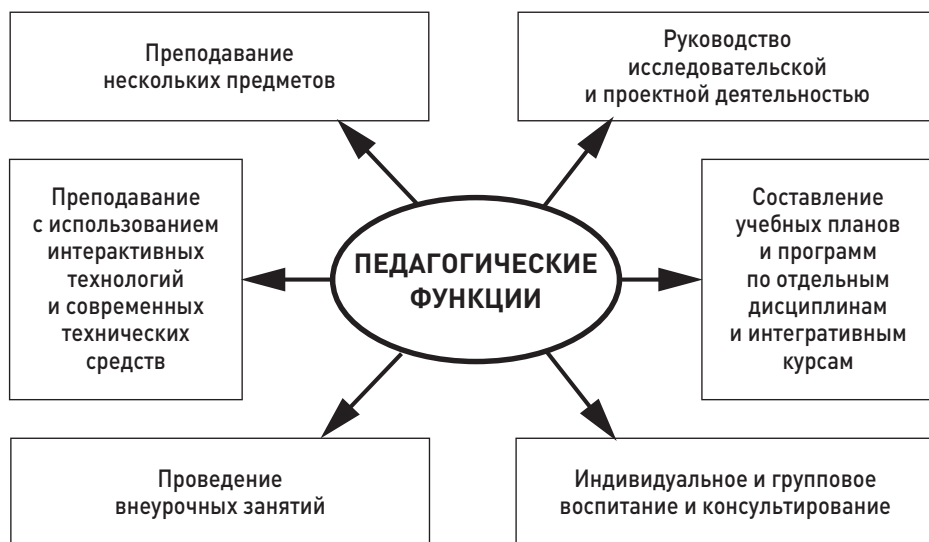 Преподавание
нескольких предметов
Руководство
исследовательской
и проектной деятельностью
Преподавание
с использованием
интерактивных
технологий
и современных
технических
средств
ПЕДАГОГИЧЕСКИЕ
ФУНКЦИИ
Составление
учебных планов
и программ
по отдельным
дисциплинам
и интегративным
курсам
Проведение
внеурочных занятий
Индивидуальное и групповое
воспитание и консультирование